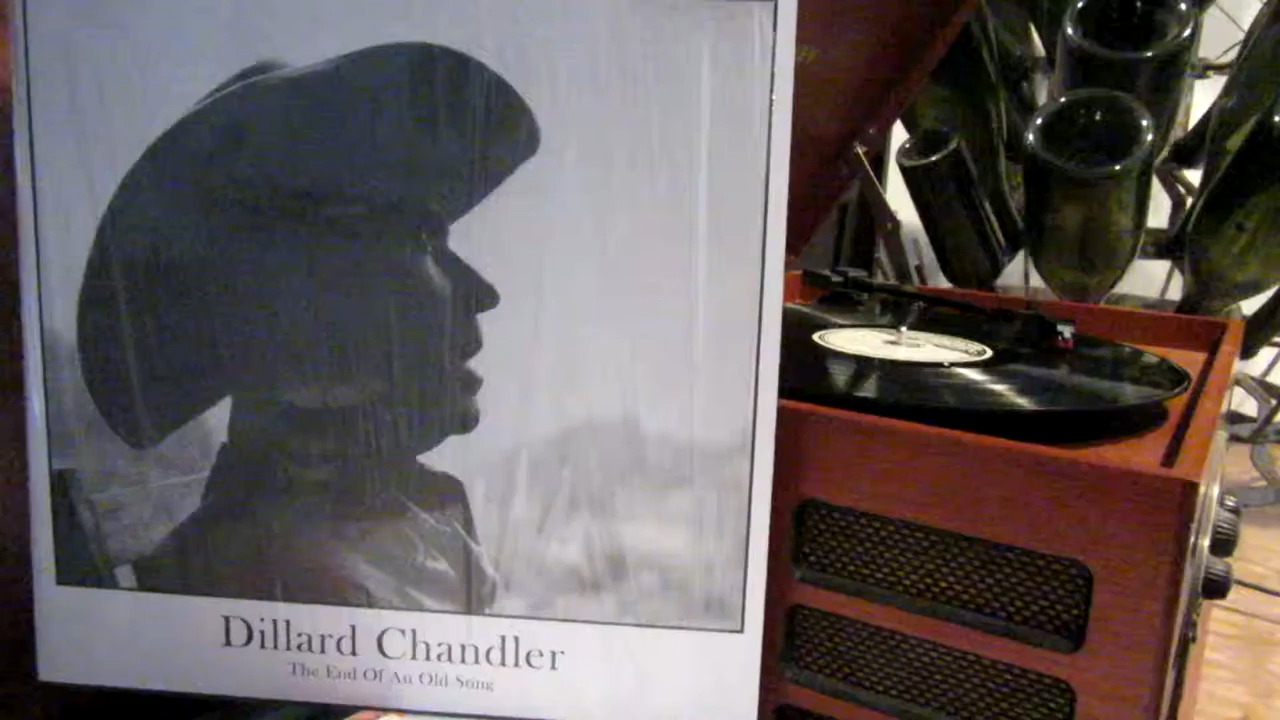 Dillard Chandler
The End Of An Old Song